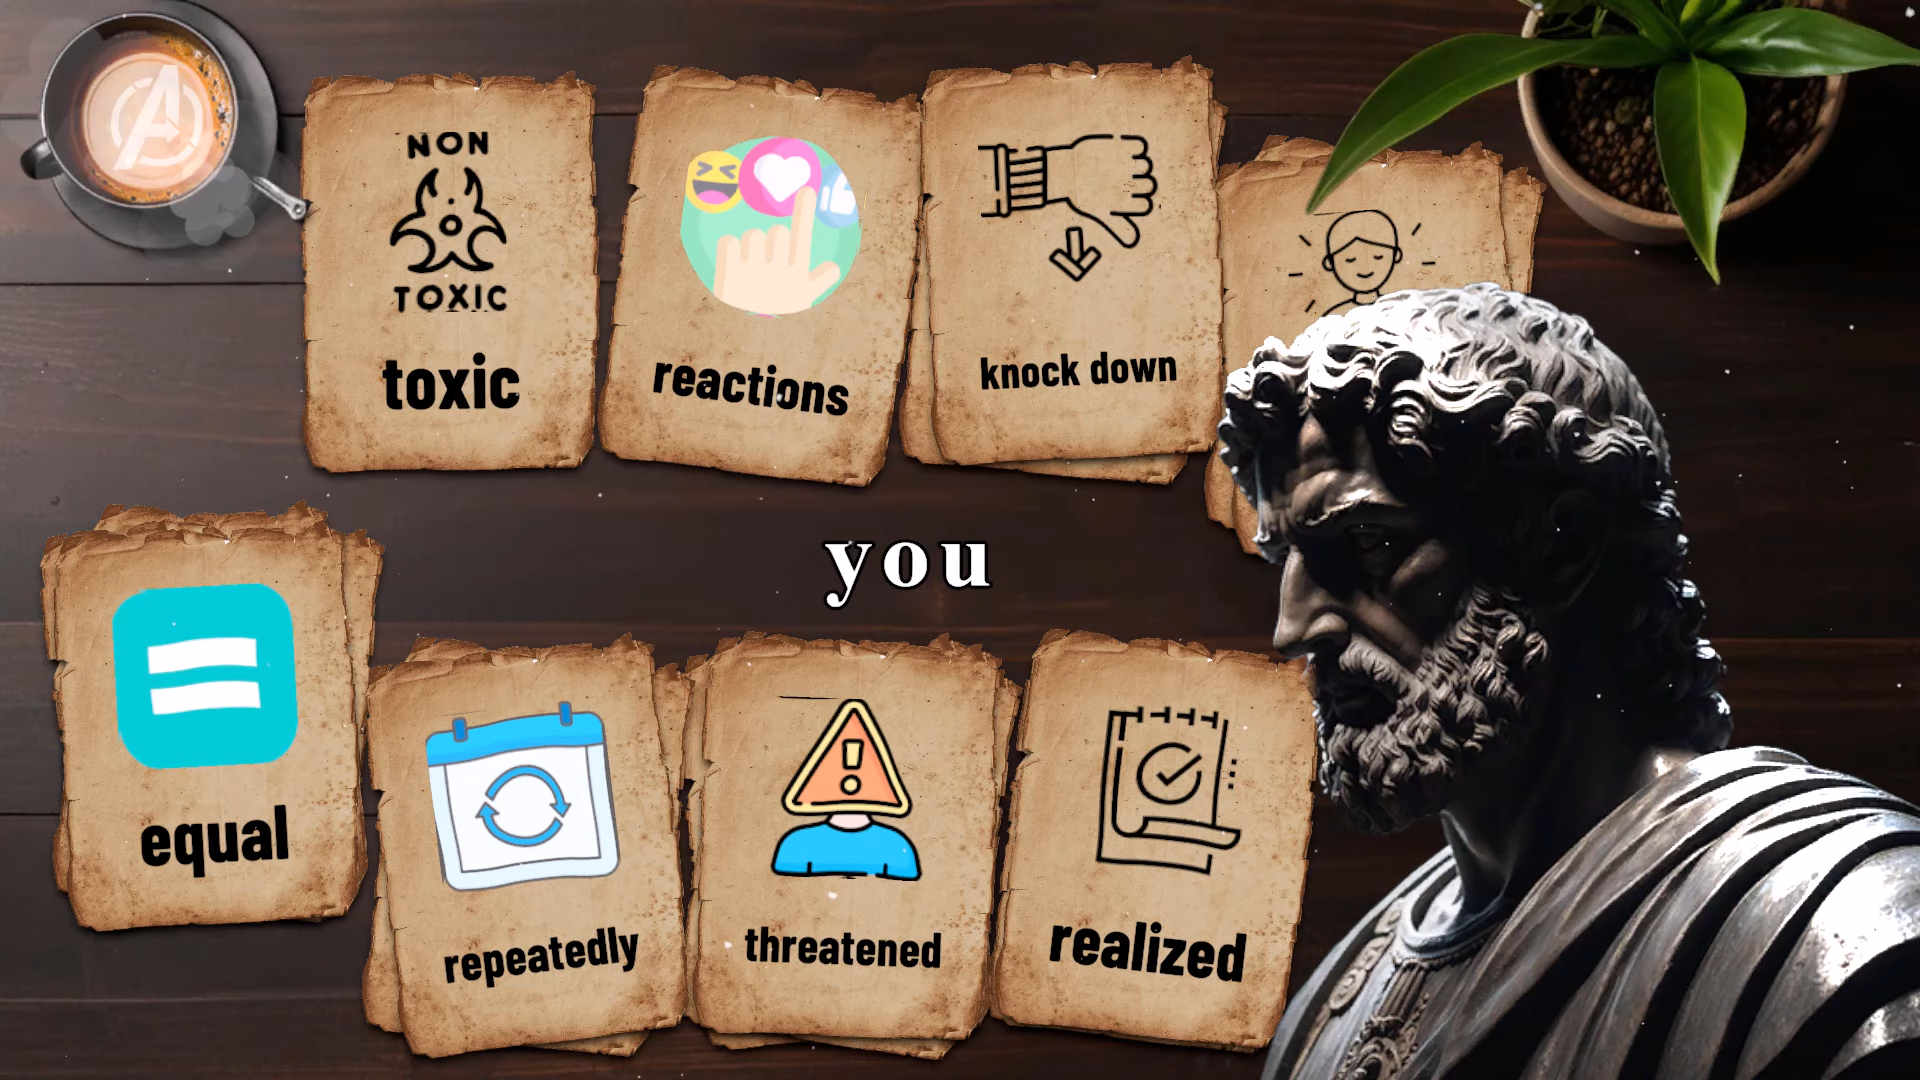 NON
TOXIC
toxic
reactions
knock down
you
equal
repeatedly
threatened
realized